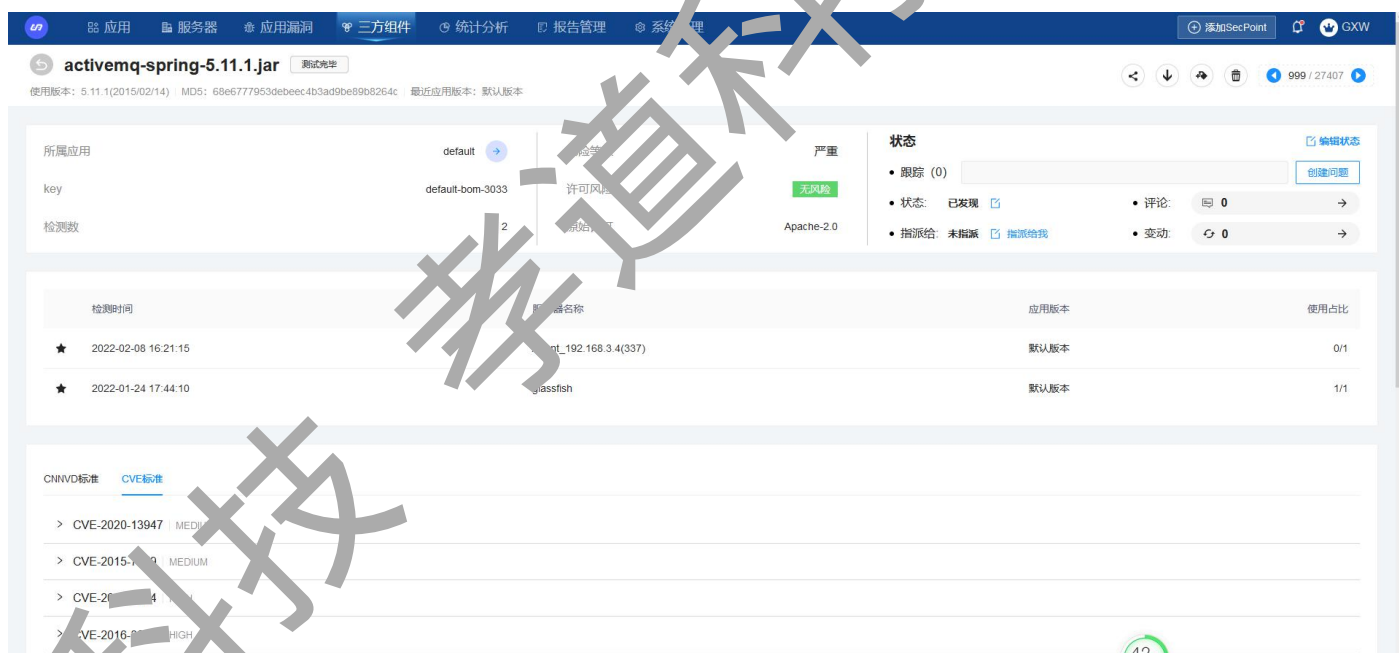 应用 服务器 应用漏洞 三方组件 统计分析 报告管理 添加SecPoint GXW
activemq-spring-5.11.1.jar 测试完毕 999 / 27407
使用版本：5.11.1(2015/02/14) MD5：68e6777953debeec4b3ad9be89b8264c 最近应用版本：默认版本
所属应用 default 严重
key default-bom-3033 无风险
检测数 2 Apache-2.0
状态 编辑状态
• 跟踪 (0) 创建问题
• 状态: 已发现 • 评论: 0
• 指派给: 未指派 指派给我 • 变动: 0
检测时间 应用版本 使用占比
2022-02-08 16:21:15 默认版本 0/1
2022-01-24 17:44:10 glassfish 默认版本 1/1
CNNVD标准 CVE标准
CVE-2020-13947
MEDIUM
HIGH
孝道科技
科技